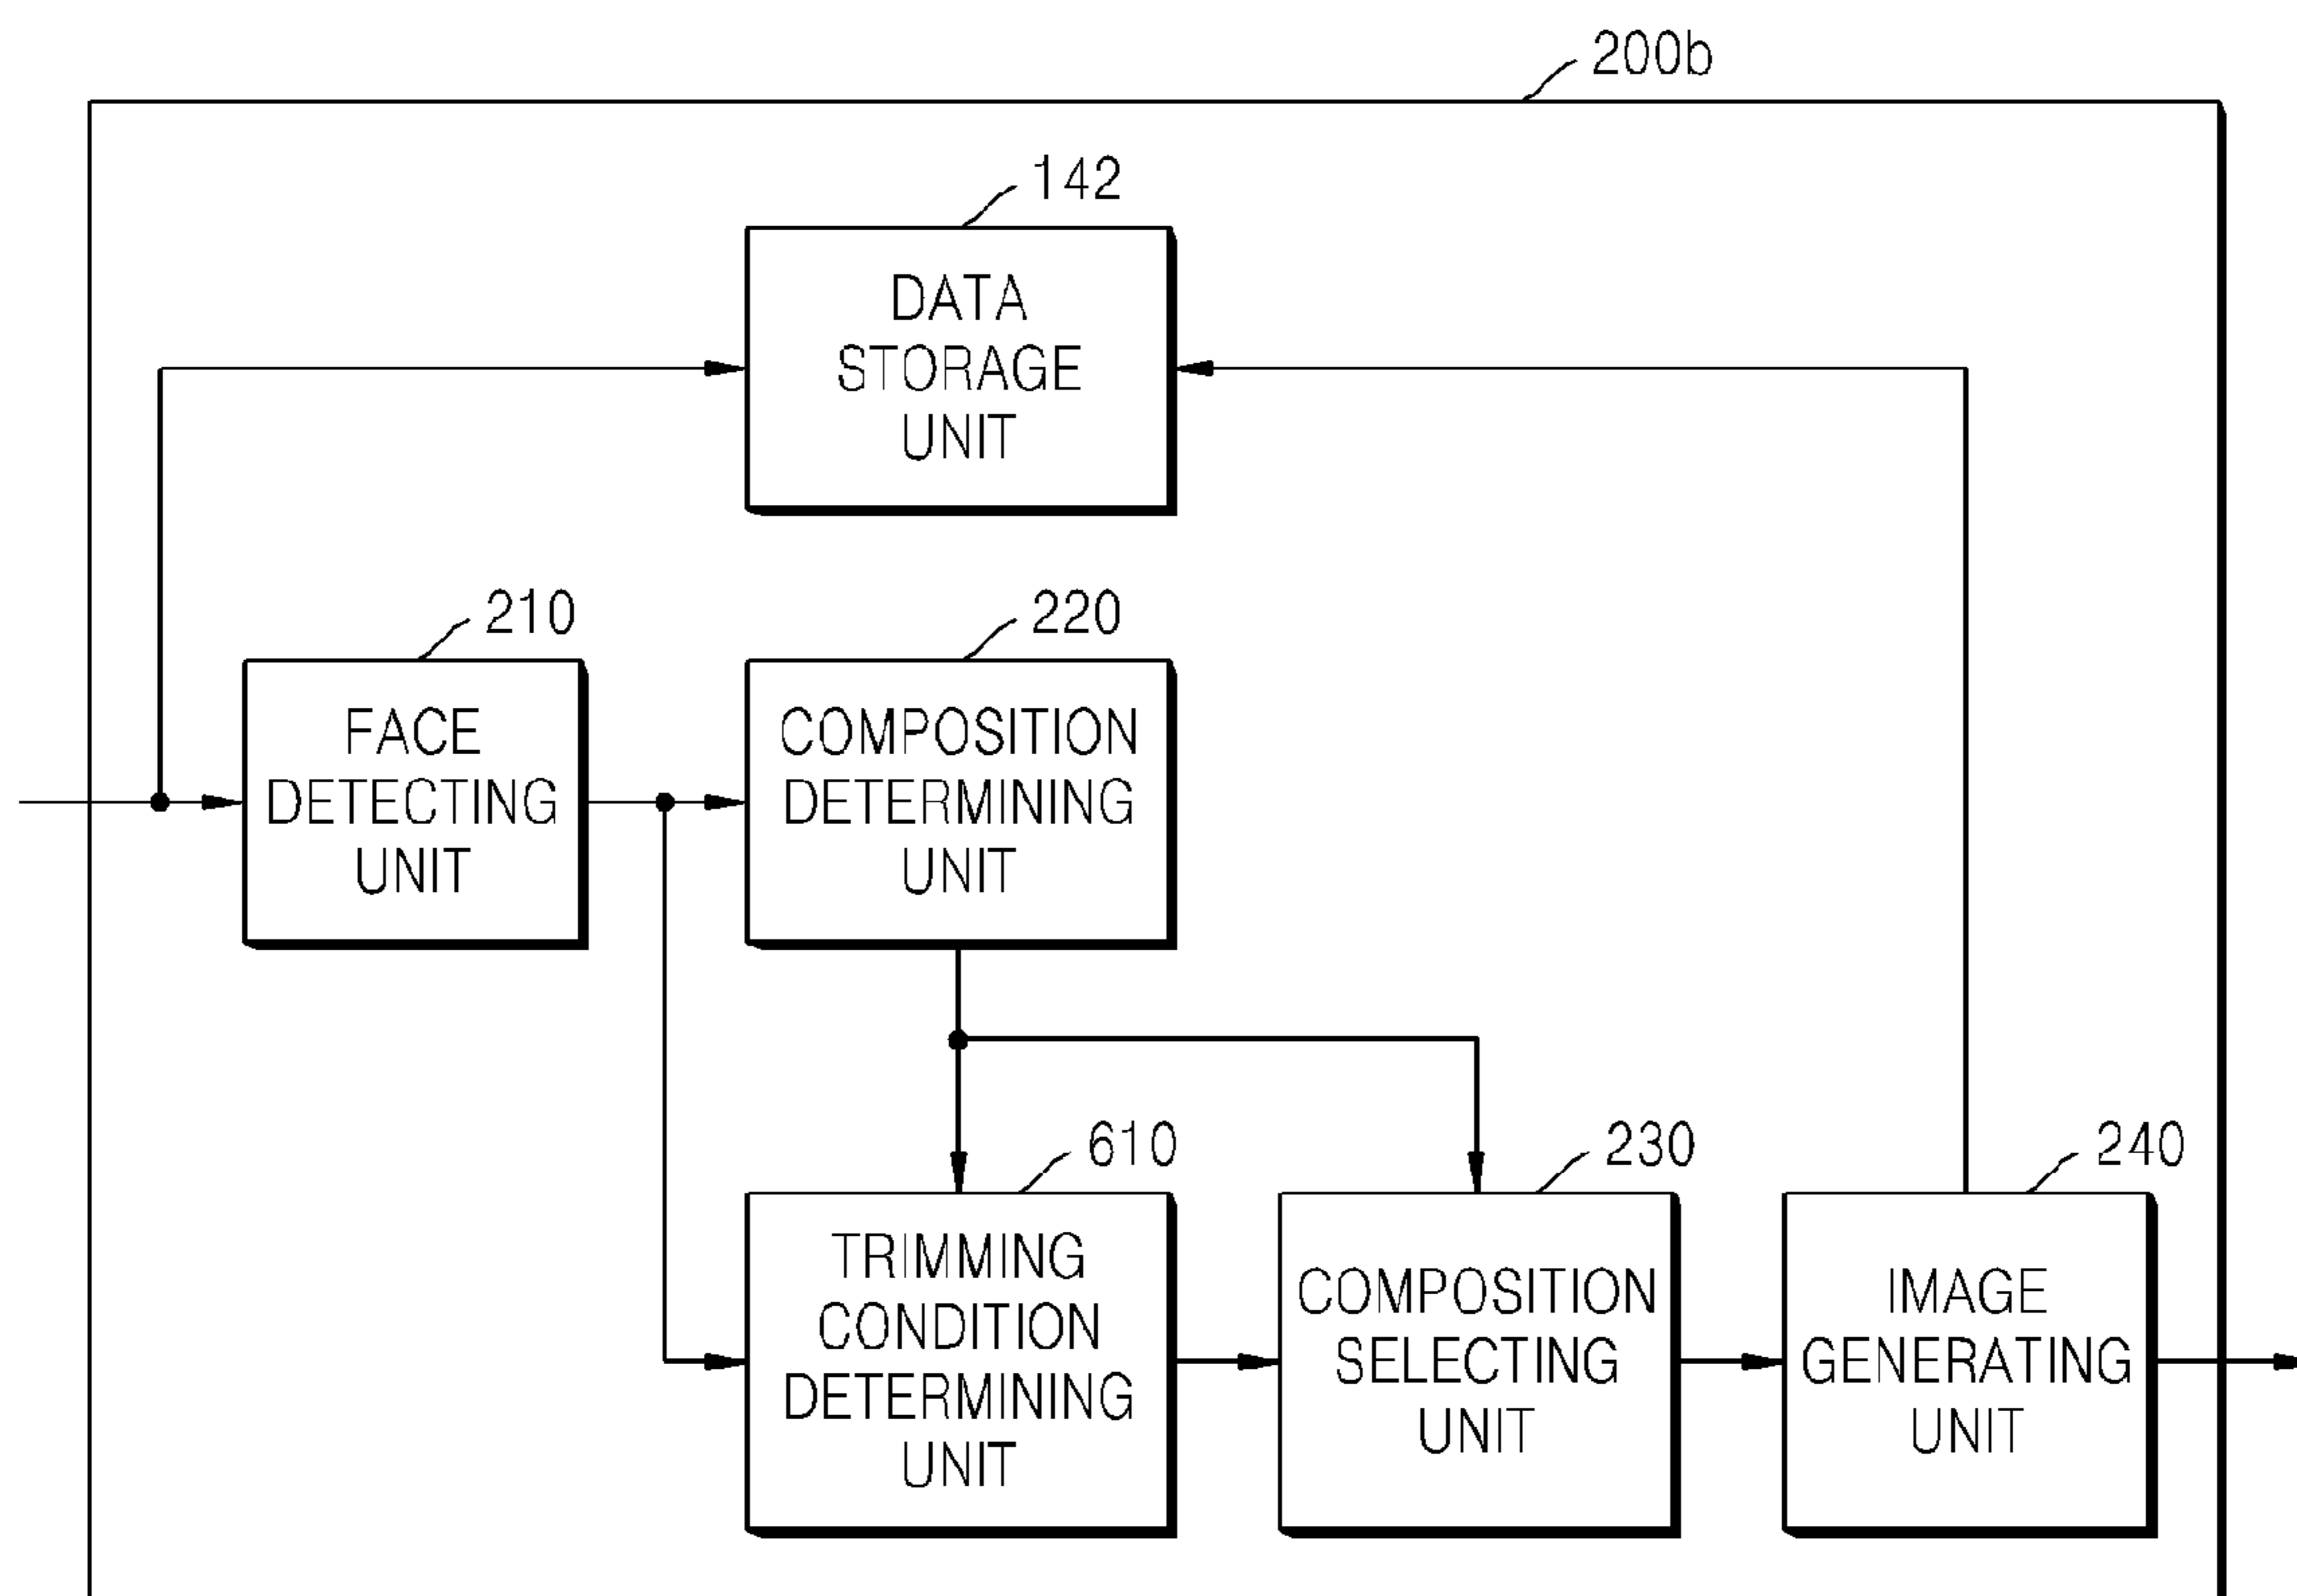 200b
142
DATA
STORAGE
UNIT
210
FACE
DETECTING
UNIT
220
COMPOSITION
DETERMINING
UNIT
610
TRIMMING
CONDITION
DETERMINING
UNIT
230
COMPOSITION
SELECTING
UNIT
240
IMAGE
GENERATING
UNIT